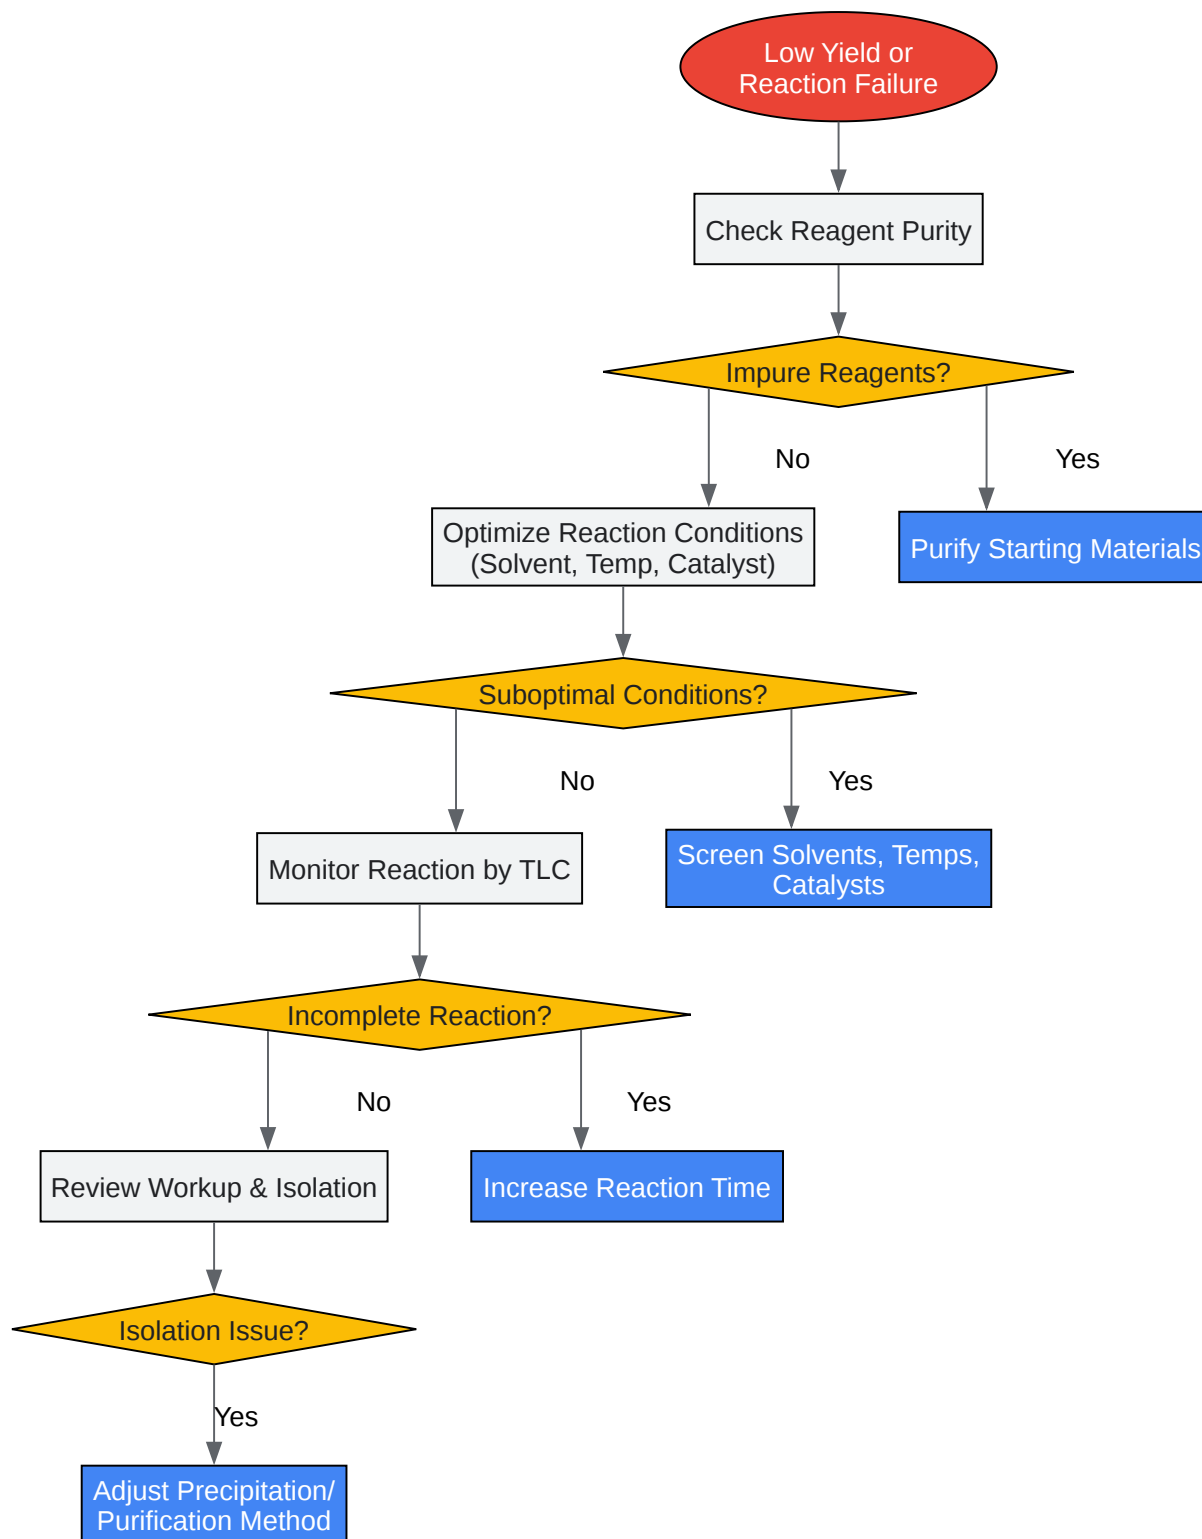 Low Yield or
Reaction Failure
Check Reagent Purity
Impure Reagents?
No
Yes
Optimize Reaction Conditions
(Solvent, Temp, Catalyst)
Purify Starting Materials
Suboptimal Conditions?
No
Yes
Monitor Reaction by TLC
Screen Solvents, Temps,
Catalysts
Incomplete Reaction?
No
Yes
Review Workup & Isolation
Increase Reaction Time
Isolation Issue?
Yes
Adjust Precipitation/
Purification Method